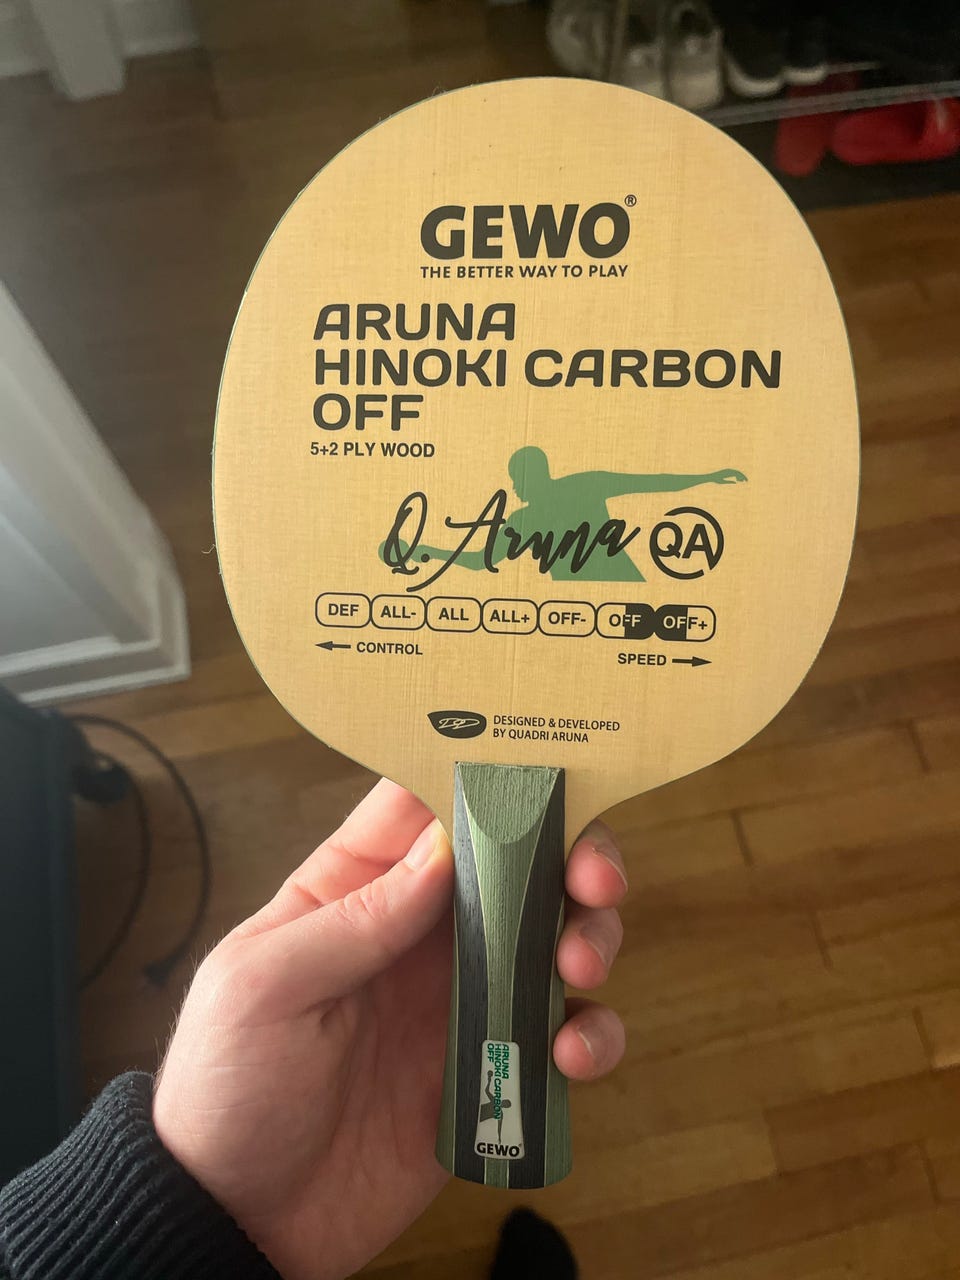 GEWO®
THE BETTER WAY TO PLAY
ARUNA
HINOKI CARBON
OFF
5+2 PLY WOOD
Q. Aruna QA
DEF ALL- ALL ALL+ OFF- OFF OFF+
CONTROL
SPEED
DESIGNED & DEVELOPED
BY QUADRI ARUNA
ARUNA
HINOKI CARBON
OFF
GEWO